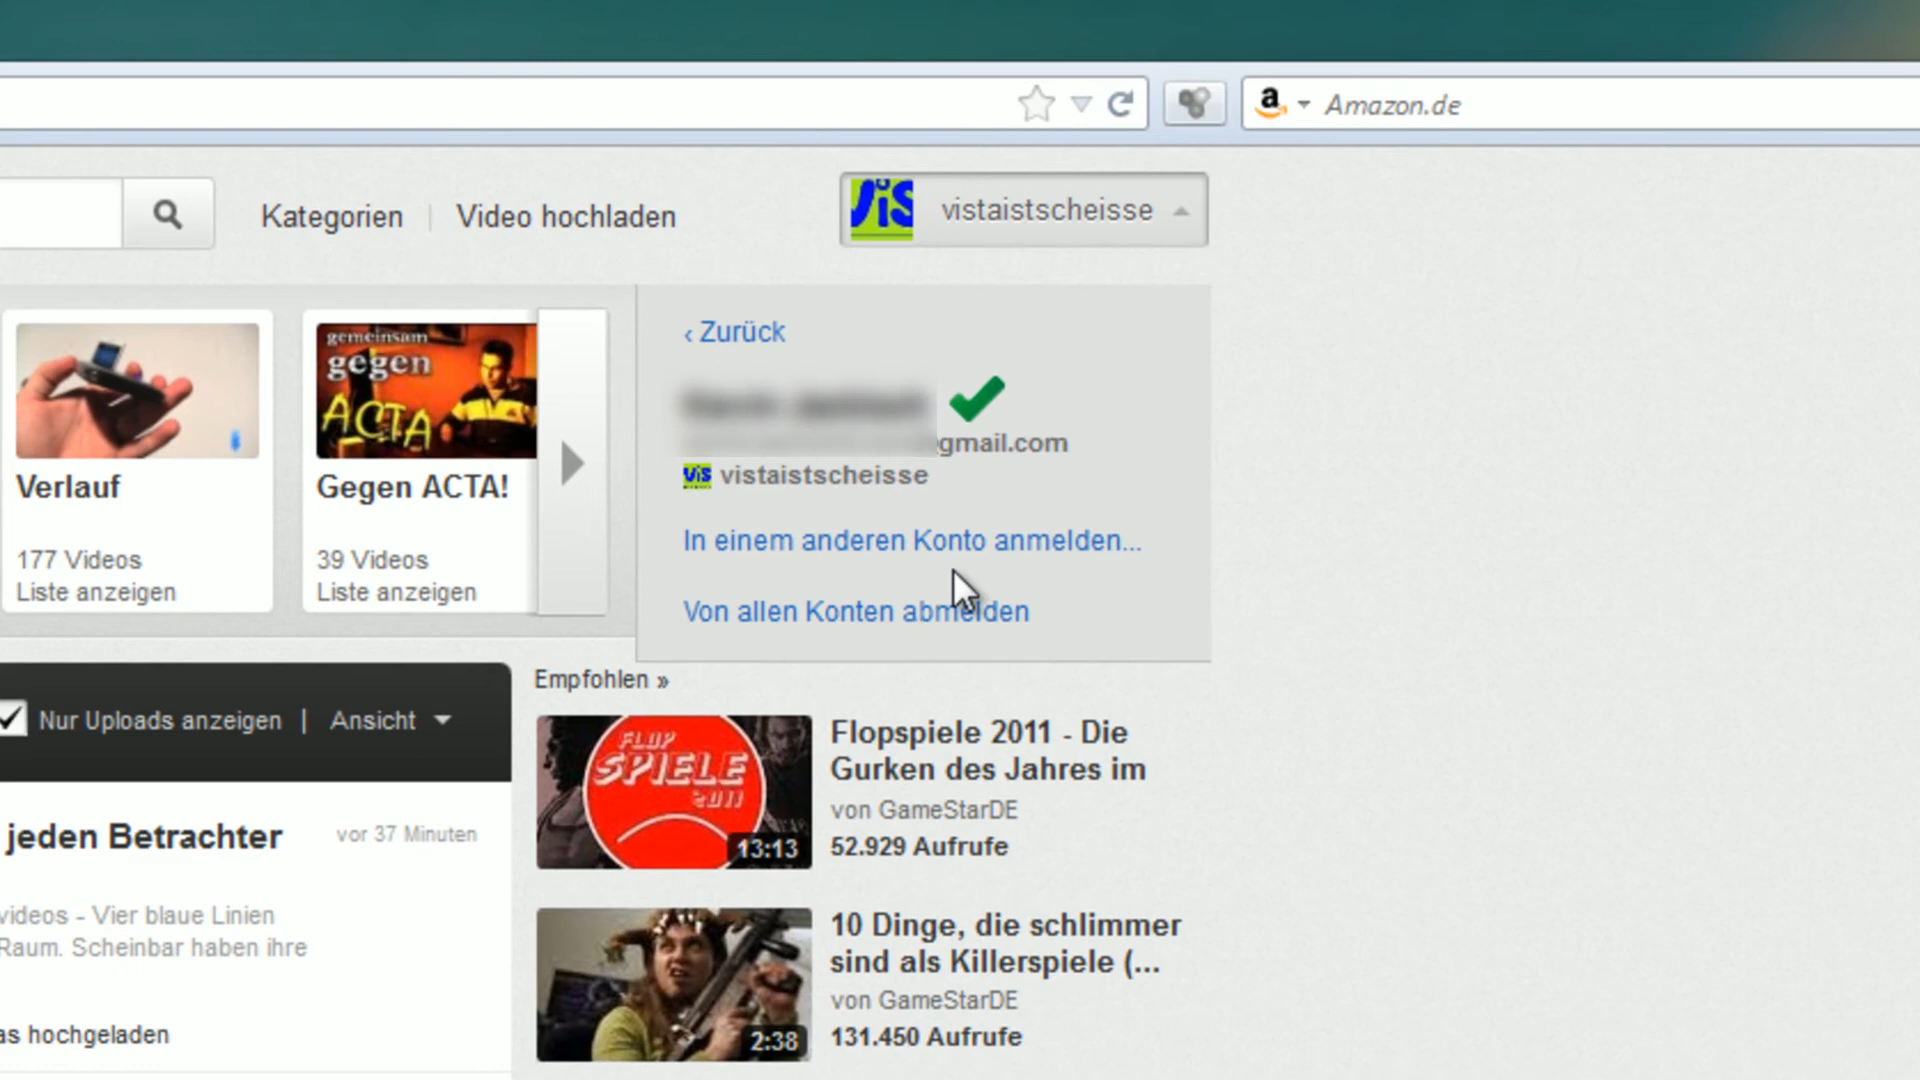 Amazon.de
Kategorien | Video hochladen
ViS
vistaistscheisse
‹ Zurück
gmail.com
ViS vistaistscheisse
In einem anderen Konto anmelden...
Von allen Konten abmelden
gemeinsam
gegen
ACTA
Verlauf
177 Videos
Liste anzeigen
Gegen ACTA!
39 Videos
Liste anzeigen
Nur Uploads anzeigen | Ansicht
jeden Betrachter
vor 37 Minuten
videos - Vier blaue Linien
Raum. Scheinbar haben ihre
as hochgeladen
Empfohlen »
FLOP
SPIELE
2011
13:13
Flopspiele 2011 - Die
Gurken des Jahres im
von GameStarDE
52.929 Aufrufe
2:38
10 Dinge, die schlimmer
sind als Killerspiele (...
von GameStarDE
131.450 Aufrufe